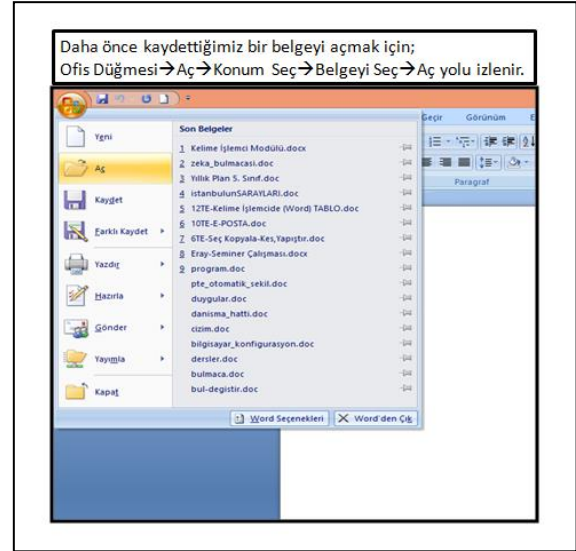 Daha önce kaydettiğimiz bir belgeyi açmak için;
Ofis Düğmesi→Aç→Konum Seç→Belgeyi Seç→Aç yolu izlenir.
Geçir Görünüm
Yeni
Aç
Kaydet
Farklı Kaydet
Yazdır
Hazırla
Gönder
Yayımla
Kapat
Son Belgeler
1 Kelime İşlemci Modülü.docx
2 zeka_bulmacasi.doc
3 Yıllık Plan 5. Sınıf.doc
4 istanbulunSARAYLARI.doc
5 12TE-Kelime İşlemcide (Word) TABLO.doc
6 10TE-E-POSTA.doc
7 6TE-Seç Kopyala-Kes,Yapıştır.doc
8 Eray-Seminer Çalışması.docx
9 program.doc
pte_otomatik_sekil.doc
duygular.doc
danisma_hatti.doc
cizim.doc
bilgisayar_konfigurasyon.doc
dersler.doc
bulmaca.doc
bul-degistir.doc
Paragraf
Word Seçenekleri
Word'den Çık